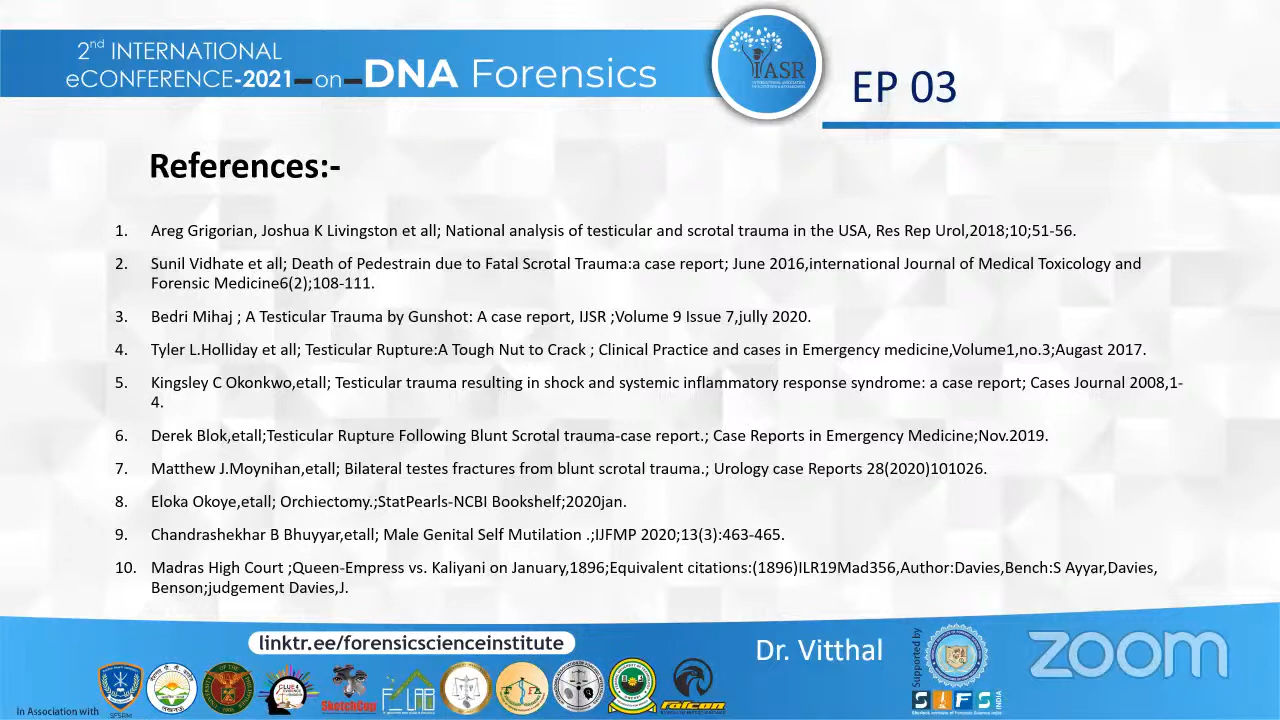 2nd INTERNATIONAL
eCONFERENCE-2021-on-DNA Forensics
IASR
EP 03
References:-
1. Areg Grigorian, Joshua K Livingston et all; National analysis of testicular and scrotal trauma in the USA, Res Rep Urol,2018;10;51-56.
2. Sunil Vidhate et all; Death of Pedestrain due to Fatal Scrotal Trauma:a case report; June 2016,international Journal of Medical Toxicology and
Forensic Medicine6(2);108-111.
3. Bedri Mihaj ; A Testicular Trauma by Gunshot: A case report, IJSR ;Volume 9 Issue 7,jully 2020.
4. Tyler L.Holliday et all; Testicular Rupture:A Tough Nut to Crack ; Clinical Practice and cases in Emergency medicine,Volume1,no.3;Augast 2017.
5. Kingsley C Okonkwo,etall; Testicular trauma resulting in shock and systemic inflammatory response syndrome: a case report; Cases Journal 2008,1-
4.
6. Derek Blok,etall;Testicular Rupture Following Blunt Scrotal trauma-case report.; Case Reports in Emergency Medicine;Nov.2019.
7. Matthew J.Moynihan,etall; Bilateral testes fractures from blunt scrotal trauma.; Urology case Reports 28(2020)101026.
8. Eloka Okoye,etall; Orchiectomy.;StatPearls-NCBI Bookshelf;2020jan.
9. Chandrashekhar B Bhuyyar,etall; Male Genital Self Mutilation .;IJFMP 2020;13(3):463-465.
10. Madras High Court ;Queen-Empress vs. Kaliyani on January,1896;Equivalent citations:(1896)ILR19Mad356,Author:Davies,Bench:S Ayyar,Davies,
Benson;judgement Davies,J.
linktr.ee/forensicscienceinstitute
Dr. Vitthal
Supported by
zoom
In Association with
SFSRIM
SketchCop
F LAB
falcon
SIFS
INDIA